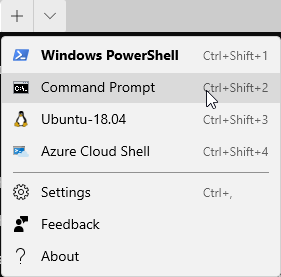 Windows PowerShell Ctrl+Shift+1
Command Prompt Ctrl+Shift+2
Ubuntu-18.04 Ctrl+Shift+3
Azure Cloud Shell Ctrl+Shift+4
Settings Ctrl+,
Feedback
? About